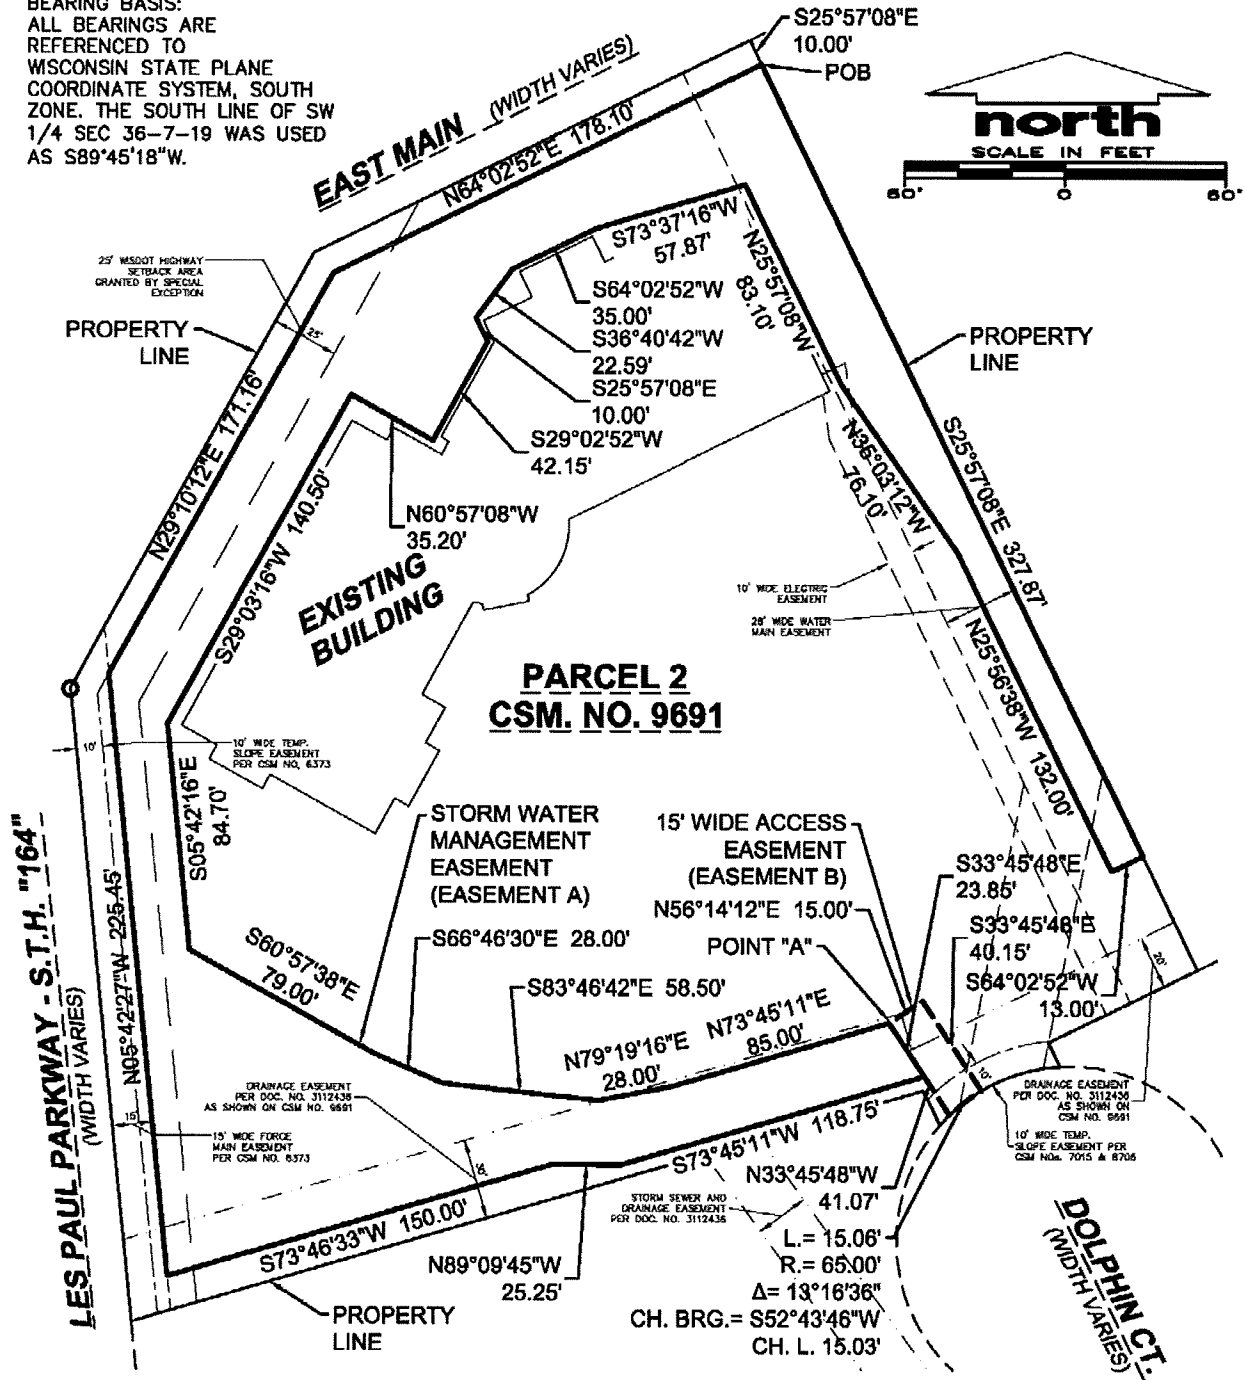 BEARING BASIS:
ALL BEARINGS ARE
REFERENCED TO
WISCONSIN STATE PLANE
COORDINATE SYSTEM, SOUTH
ZONE. THE SOUTH LINE OF SW
1/4 SEC 36-7-19 WAS USED
AS S89°45'18"W.
S25°57'08"E
10.00'
POB
north
SCALE IN FEET
60'
0
60'
EAST MAIN (WIDTH VARIES)
N64°02'52"E 178.10'
25' WISDOT HIGHWAY
SETBACK AREA
GRANTED BY SPECIAL
EXCEPTION
25'
PROPERTY
LINE
S73°37'16"W
57.87'
S64°02'52"W
35.00'
S36°40'42"W
22.59'
S25°57'08"E
10.00'
S29°02'52"W
42.15'
N25°57'08"W
83.10'
PROPERTY
LINE
N29°10'12"E 171.16'
S29°03'16"W 140.50'
N60°57'08"W
35.20'
EXISTING
BUILDING
N36°03'12"W
76.10'
S25°57'08"E 327.87'
10' WIDE ELECTRIC
EASEMENT
28' WIDE WATER
MAIN EASEMENT
N25°56'38"W 132.00'
PARCEL 2
CSM. NO. 9691
10'
10' WIDE TEMP.
SLOPE EASEMENT
PER CSM NO. 6373
S05°42'16"E
84.70'
STORM WATER
MANAGEMENT
EASEMENT
(EASEMENT A)
15' WIDE ACCESS
EASEMENT
(EASEMENT B)
N56°14'12"E 15.00'
POINT "A"
S33°45'48"E
23.85'
S33°45'48"E
40.15'
S64°02'52"W
13.00'
20'
LES PAUL PARKWAY - S.T.H. "164"
(WIDTH VARIES)
N05°42'27"W 225.45'
S60°57'38"E
79.00'
S66°46'30"E 28.00'
S83°46'42"E 58.50'
N79°19'16"E
28.00'
N73°45'11"E
85.00'
DRAINAGE EASEMENT
PER DOC. NO. 3112436
AS SHOWN ON CSM NO. 9691
15'
15' WIDE FORCE
MAIN EASEMENT
PER CSM NO. 6373
10'
DRAINAGE EASEMENT
PER DOC. NO. 3112436
AS SHOWN ON
CSM NO. 9691
10' WIDE TEMP.
SLOPE EASEMENT PER
CSM NOs. 7015 & 8706
S73°45'11"W 118.75'
N33°45'48"W
41.07'
STORM SEWER AND
DRAINAGE EASEMENT
PER DOC. NO. 3112436
S73°46'33"W 150.00'
N89°09'45"W
25.25'
L.= 15.06'
R.= 65.00'
Δ= 13°16'36"
CH. BRG.= S52°43'46"W
CH. L. 15.03'
PROPERTY
LINE
DOLPHIN CT.
(WIDTH VARIES)